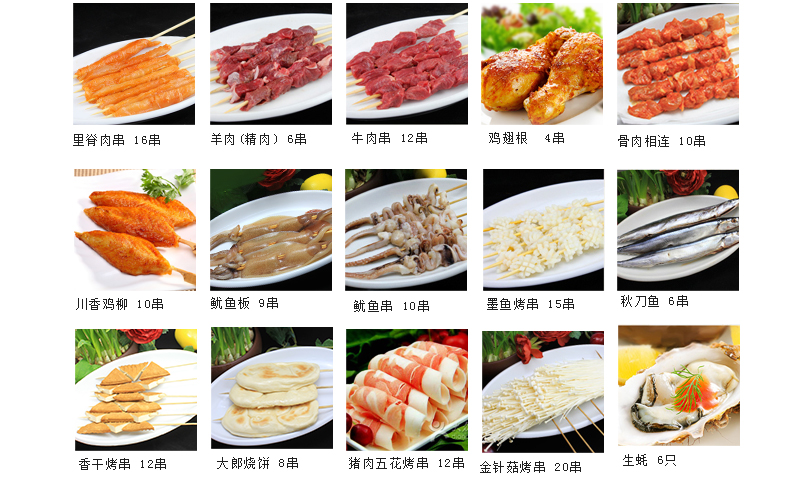 里脊肉串 16串
羊肉(精肉) 6串
牛肉串 12串
鸡翅根 4串
骨肉相连 10串
川香鸡柳 10串
鱿鱼板 9串
鱿鱼串 10串
墨鱼烤串 15串
秋刀鱼 6串
香干烤串 12串
大郎烧饼 8串
猪肉五花烤串 12串
金针菇烤串 20串
生蚝 6只